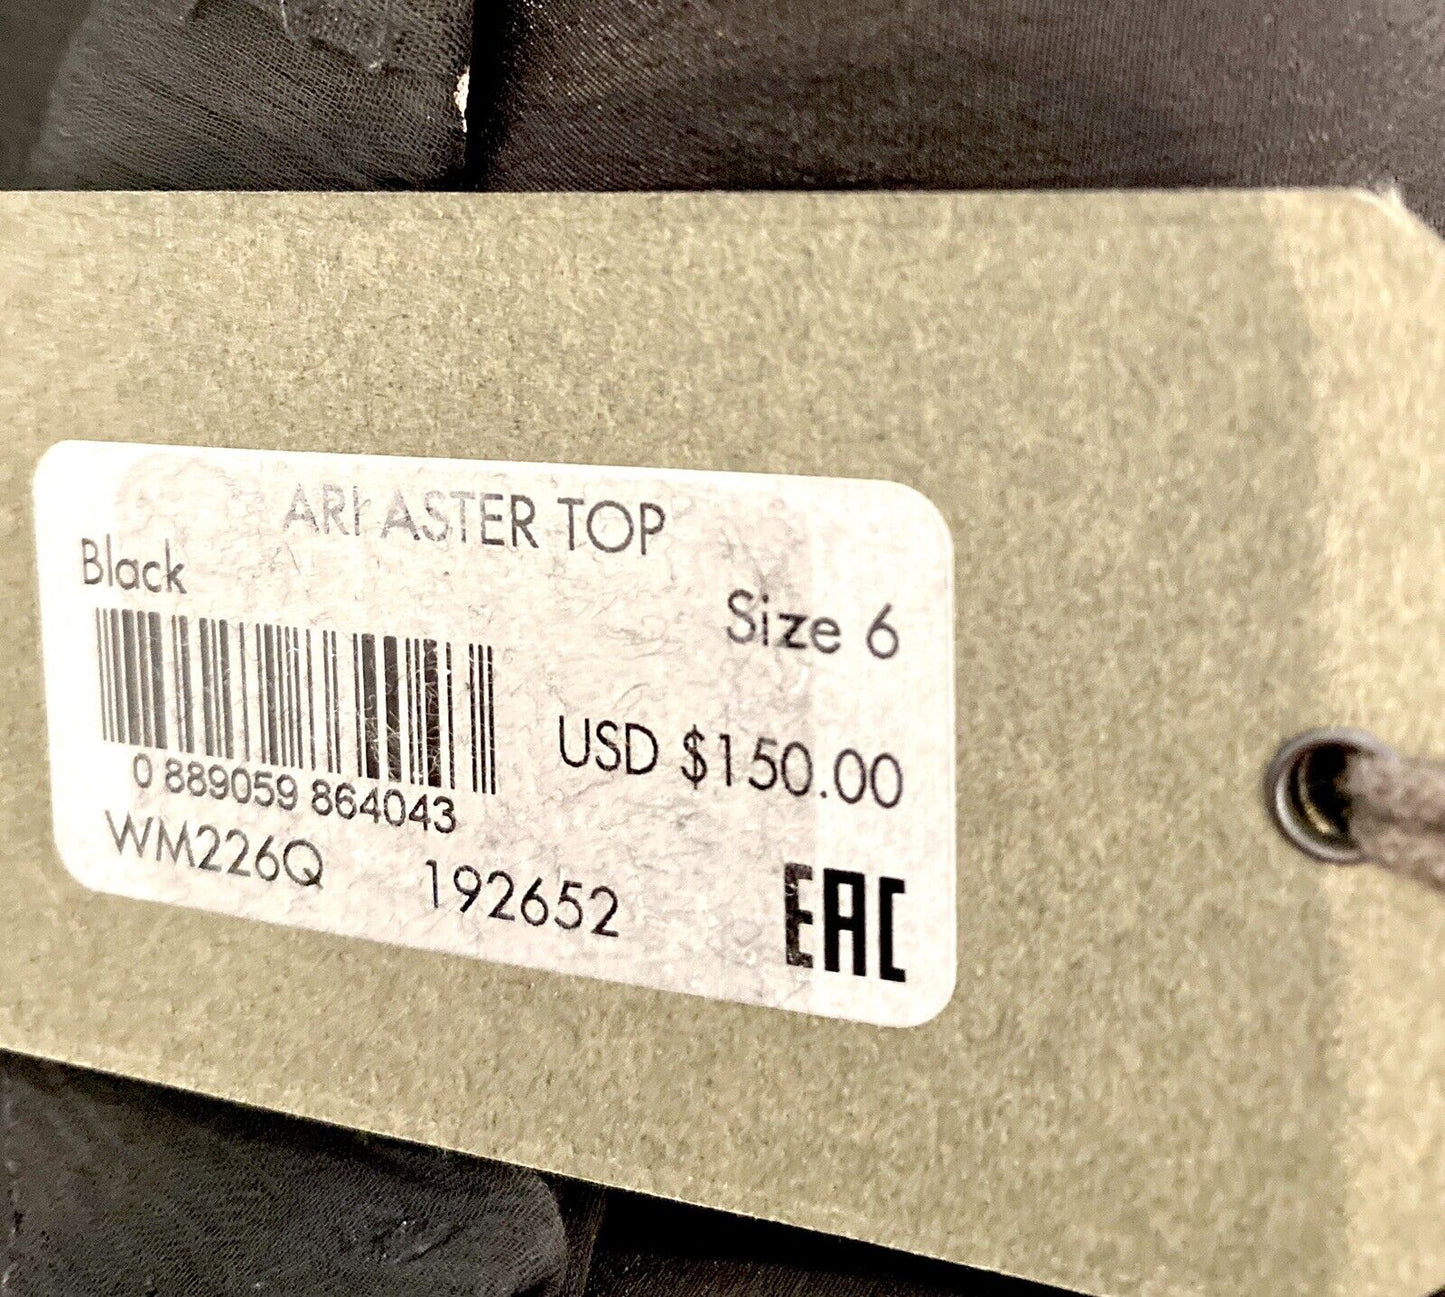 ARI ASTER TOP
Black
Size 6
USD $150.00
0 889059 864043
WM226Q 192652
EAC